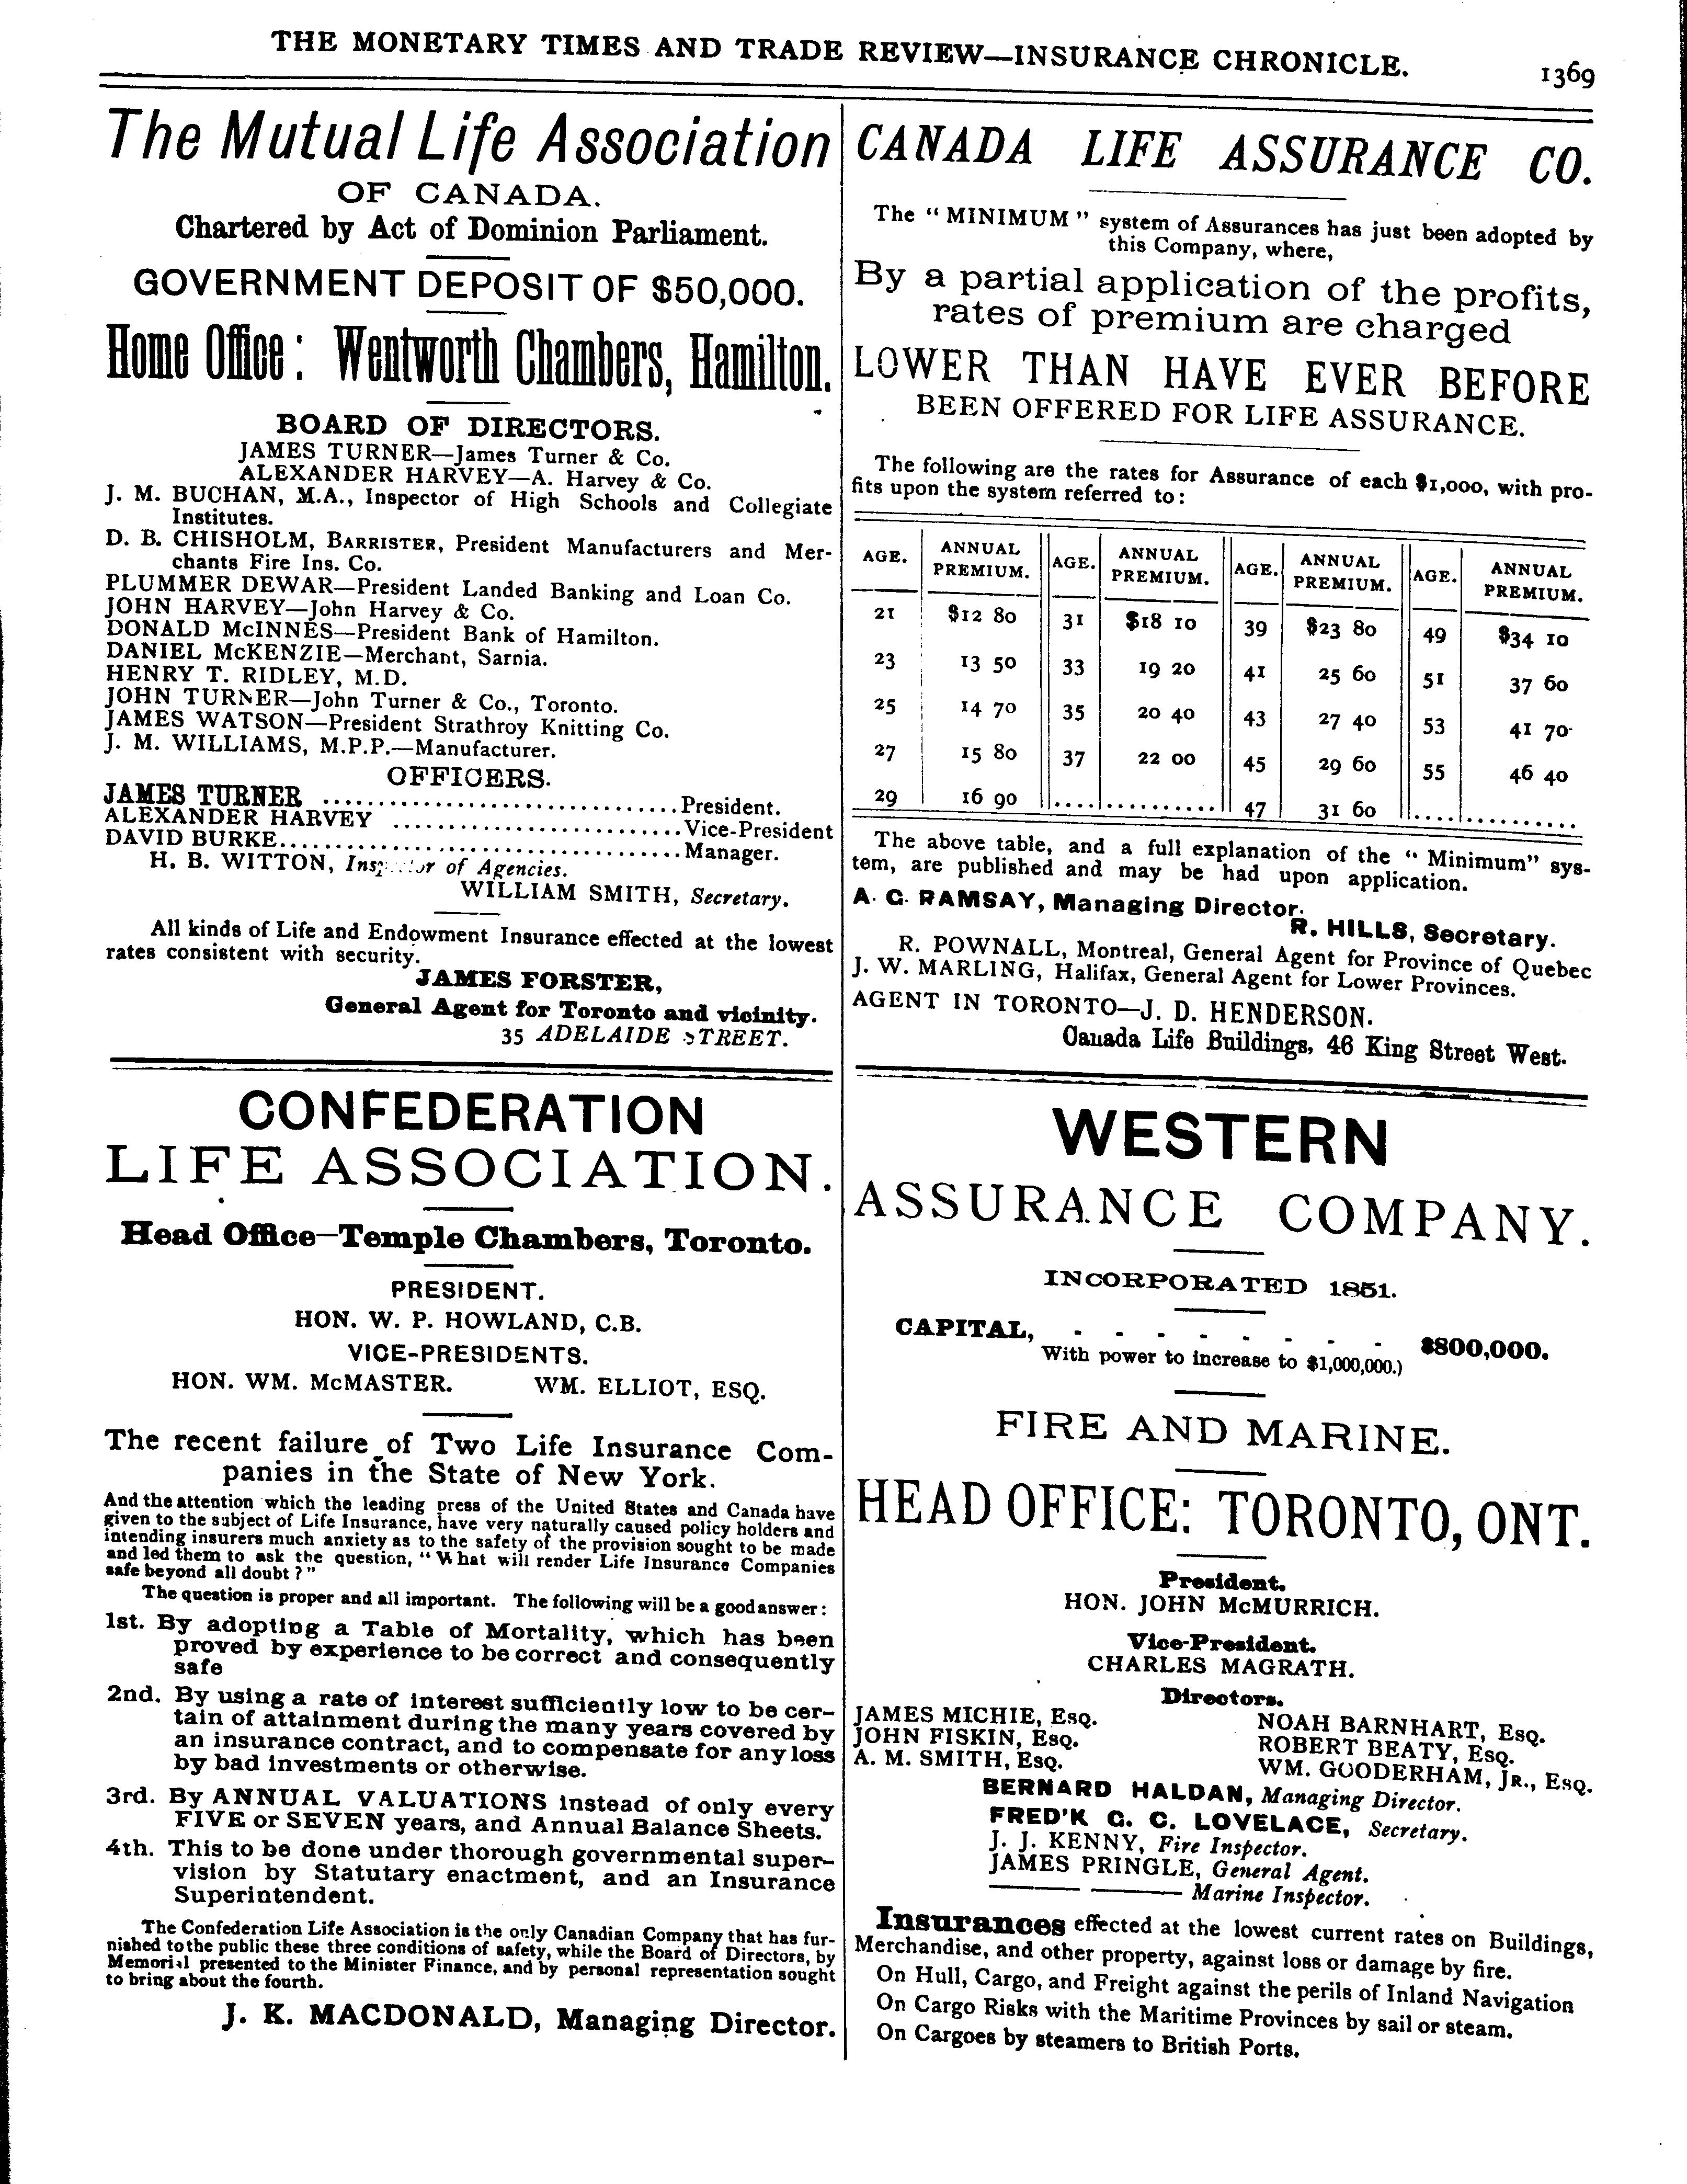 THE MONETARY TIMES AND TRADE REVIEW—INSURANCE CHRONICLE. 1369
The Mutual Life Association
OF CANADA.
Chartered by Act of Dominion Parliament.
GOVERNMENT DEPOSIT OF $50,000.
Home Office: Wentworth Chambers, Hamilton.
BOARD OF DIRECTORS.
JAMES TURNER—James Turner & Co.
ALEXANDER HARVEY—A. Harvey & Co.
J. M. BUCHAN, M.A., Inspector of High Schools and Collegiate
Institutes.
D. B. CHISHOLM, BARRISTER, President Manufacturers and Mer-
chants Fire Ins. Co.
PLUMMER DEWAR—President Landed Banking and Loan Co.
JOHN HARVEY—John Harvey & Co.
DONALD McINNES—President Bank of Hamilton.
DANIEL McKENZIE—Merchant, Sarnia.
HENRY T. RIDLEY, M.D.
JOHN TURNER—John Turner & Co., Toronto.
JAMES WATSON—President Strathroy Knitting Co.
J. M. WILLIAMS, M.P.P.—Manufacturer.
OFFICERS.
JAMES TURNER ................................ President.
ALEXANDER HARVEY ..........................Vice-President
DAVID BURKE....................................Manager.
H. B. WITTON, Inspector of Agencies.
WILLIAM SMITH, Secretary.
All kinds of Life and Endowment Insurance effected at the lowest
rates consistent with security.
JAMES FORSTER,
General Agent for Toronto and vicinity.
35 ADELAIDE STREET.
CONFEDERATION
LIFE ASSOCIATION.
Head Office—Temple Chambers, Toronto.
PRESIDENT.
HON. W. P. HOWLAND, C.B.
VICE-PRESIDENTS.
HON. WM. McMASTER. WM. ELLIOT, ESQ.
The recent failure of Two Life Insurance Com-
panies in the State of New York.
And the attention which the leading press of the United States and Canada have
given to the subject of Life Insurance, have very naturally caused policy holders and
intending insurers much anxiety as to the safety of the provision sought to be made
and led them to ask the question, "What will render Life Insurance Companies
safe beyond all doubt?"
The question is proper and all important. The following will be a good answer:
1st. By adopting a Table of Mortality, which has been
proved by experience to be correct and consequently
safe
2nd. By using a rate of interest sufficiently low to be cer-
tain of attainment during the many years covered by
an insurance contract, and to compensate for any loss
by bad investments or otherwise.
3rd. By ANNUAL VALUATIONS instead of only every
FIVE or SEVEN years, and Annual Balance Sheets.
4th. This to be done under thorough governmental super-
vision by Statutary enactment, and an Insurance
Superintendent.
The Confederation Life Association is the only Canadian Company that has fur-
nished to the public these three conditions of safety, while the Board of Directors, by
Memorial presented to the Minister Finance, and by personal representation sought
to bring about the fourth.
J. K. MACDONALD, Managing Director.
CANADA LIFE ASSURANCE CO.
The "MINIMUM" system of Assurances has just been adopted by
this Company, where,
By a partial application of the profits,
rates of premium are charged
LOWER THAN HAVE EVER BEFORE
BEEN OFFERED FOR LIFE ASSURANCE.
The following are the rates for Assurance of each $1,000, with pro-
fits upon the system referred to:
AGE. ANNUAL PREMIUM. AGE. ANNUAL PREMIUM. AGE. ANNUAL PREMIUM. AGE. ANNUAL PREMIUM.
21 $12 80 31 $18 10 39 $23 80 49 $34 10
23 13 50 33 19 20 41 25 60 51 37 60
25 14 70 35 20 40 43 27 40 53 41 70
27 15 80 37 22 00 45 29 60 55 46 40
29 16 90 .... .......... 47 31 60 .... ..........
The above table, and a full explanation of the "Minimum" sys-
tem, are published and may be had upon application.
A. G. RAMSAY, Managing Director.
R. HILLS, Secretary.
R. POWNALL, Montreal, General Agent for Province of Quebec
J. W. MARLING, Halifax, General Agent for Lower Provinces.
AGENT IN TORONTO—J. D. HENDERSON.
Canada Life Buildings, 46 King Street West.
WESTERN
ASSURANCE COMPANY.
INCORPORATED 1851.
CAPITAL, - - - - - - - - $800,000.
With power to increase to $1,000,000.)
FIRE AND MARINE.
HEAD OFFICE: TORONTO, ONT.
President.
HON. JOHN McMURRICH.
Vice-President.
CHARLES MAGRATH.
Directors.
JAMES MICHIE, ESQ. NOAH BARNHART, ESQ.
JOHN FISKIN, ESQ. ROBERT BEATY, ESQ.
A. M. SMITH, ESQ. WM. GOODERHAM, JR., ESQ.
BERNARD HALDAN, Managing Director.
FRED'K G. C. LOVELACE, Secretary.
J. J. KENNY, Fire Inspector.
JAMES PRINGLE, General Agent.
——— ——— Marine Inspector.
Insurances effected at the lowest current rates on Buildings,
Merchandise, and other property, against loss or damage by fire.
On Hull, Cargo, and Freight against the perils of Inland Navigation
On Cargo Risks with the Maritime Provinces by sail or steam.
On Cargoes by steamers to British Ports.